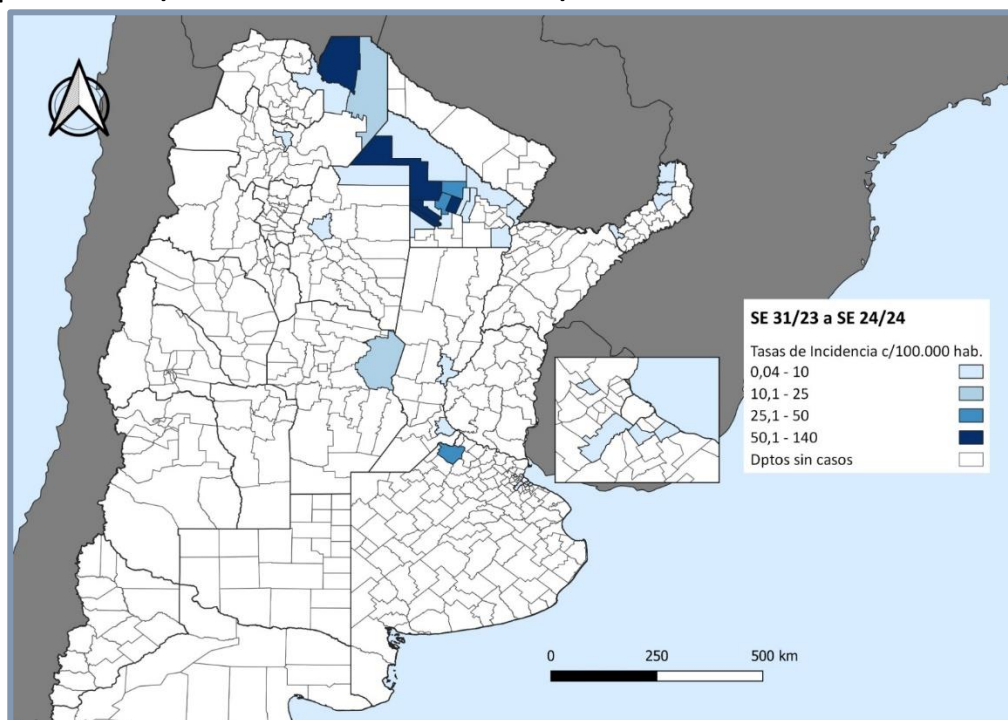 SE 31/23 a SE 24/24
Tasas de Incidencia c/100.000 hab.
0,04 - 10
10,1 - 25
25,1 - 50
50,1 - 140
Dptos sin casos
0 250 500 km